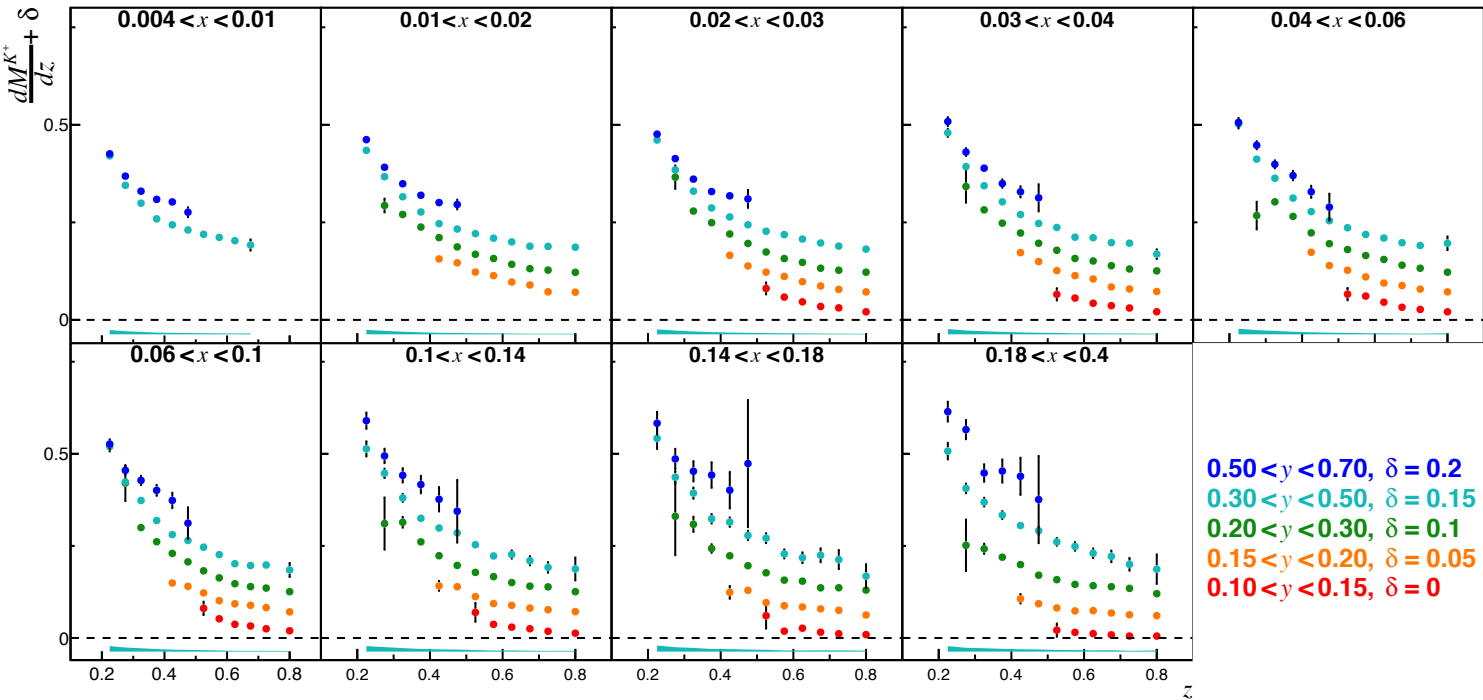 dM^{K^+}/dz + δ
0.004 < x < 0.01
0.01 < x < 0.02
0.02 < x < 0.03
0.03 < x < 0.04
0.04 < x < 0.06
0.5
0
0.06 < x < 0.1
0.1 < x < 0.14
0.14 < x < 0.18
0.18 < x < 0.4
0.5
0
0.50 < y < 0.70, δ = 0.2
0.30 < y < 0.50, δ = 0.15
0.20 < y < 0.30, δ = 0.1
0.15 < y < 0.20, δ = 0.05
0.10 < y < 0.15, δ = 0
0.2 0.4 0.6 0.8 0.2 0.4 0.6 0.8 0.2 0.4 0.6 0.8 0.2 0.4 0.6 0.8
z